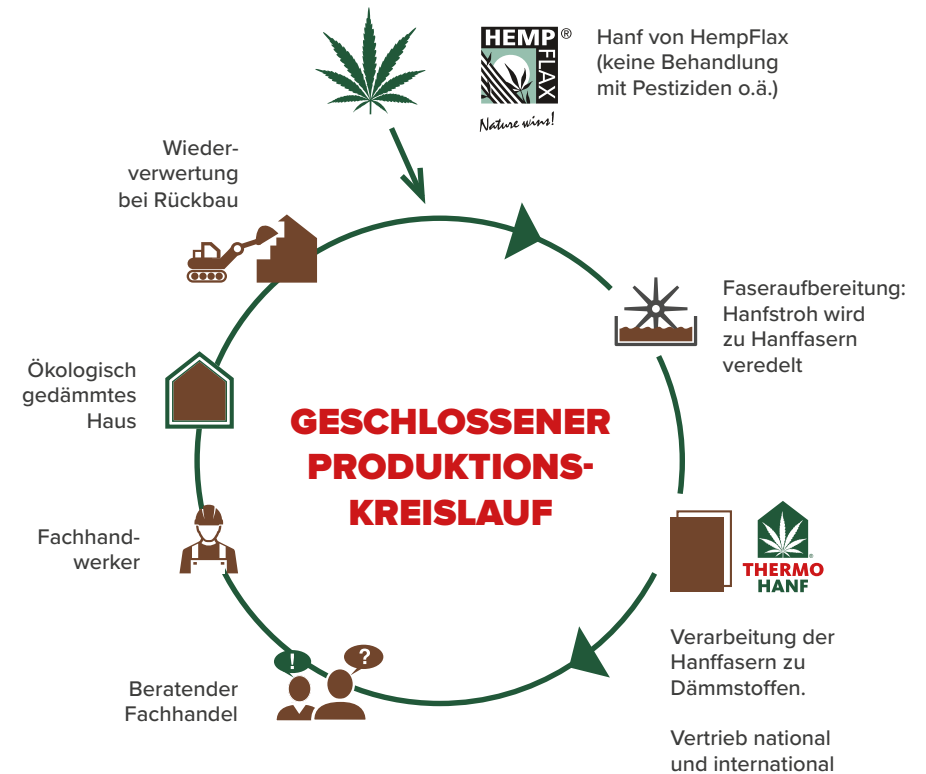 HEMP®
FLAX
Nature wins!
Hanf von HempFlax
(keine Behandlung
mit Pestiziden o.ä.)
Faseraufbereitung:
Hanfstroh wird
zu Hanffasern
veredelt
THERMO
HANF®
Verarbeitung der
Hanffasern zu
Dämmstoffen.
Vertrieb national
und international
! ?
Beratender
Fachhandel
Fachhand-
werker
Ökologisch
gedämmtes
Haus
Wieder-
verwertung
bei Rückbau
GESCHLOSSENER
PRODUKTIONS-
KREISLAUF